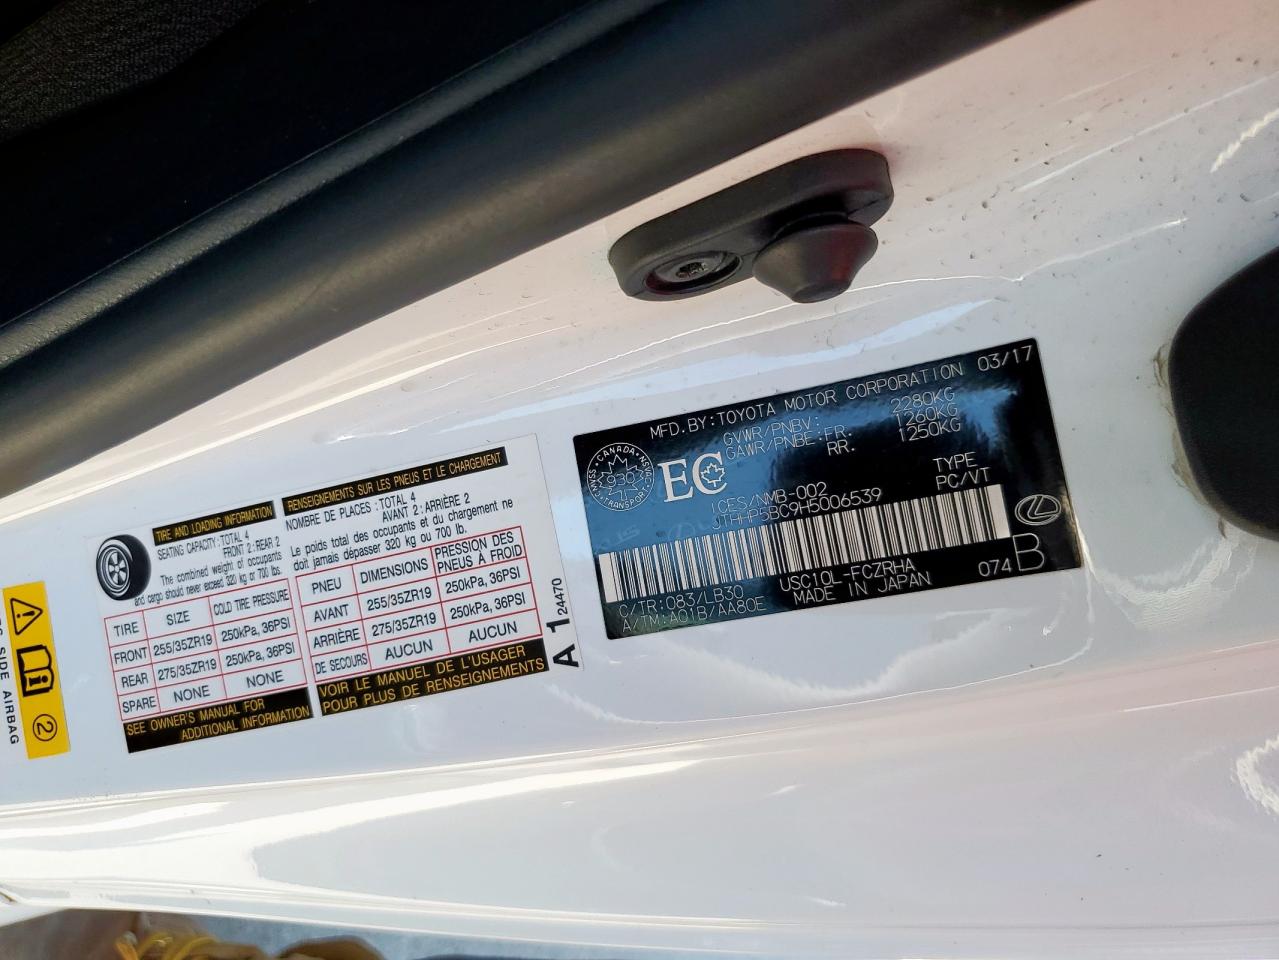 SIDE AIRBAG
2
TIRE AND LOADING INFORMATION
SEATING CAPACITY : TOTAL 4
FRONT 2 : REAR 2
The combined weight of occupants
and cargo should never exceed 320 kg or 700 lbs.
TIRE SIZE COLD TIRE PRESSURE
FRONT 255/35ZR19 250kPa, 36PSI
REAR 275/35ZR19 250kPa, 36PSI
SPARE NONE NONE
SEE OWNER'S MANUAL FOR
ADDITIONAL INFORMATION
RENSEIGNEMENTS SUR LES PNEUS ET LE CHARGEMENT
NOMBRE DE PLACES : TOTAL 4
AVANT 2 : ARRIÈRE 2
Le poids total des occupants et du chargement ne
doit jamais dépasser 320 kg ou 700 lb.
PNEU DIMENSIONS PRESSION DES PNEUS À FROID
AVANT 255/35ZR19 250kPa, 36PSI
ARRIÈRE 275/35ZR19 250kPa, 36PSI
DE SECOURS AUCUN AUCUN
VOIR LE MANUEL DE L'USAGER
POUR PLUS DE RENSEIGNEMENTS
A 1 24470
MFD.BY:TOYOTA MOTOR CORPORATION 03/17
GVWR/PNBV: 2280KG
GAWR/PNBE:FR. 1260KG
RR. 1250KG
CANADA
930
TRANSPORT
EC
ICES/NMB-002
JTHHP5BC9H5006539
TYPE
PC/VT
C/TR:083/LB30
A/TM:A01B/AA80E
USC10L-FCZRHA
MADE IN JAPAN
074 B